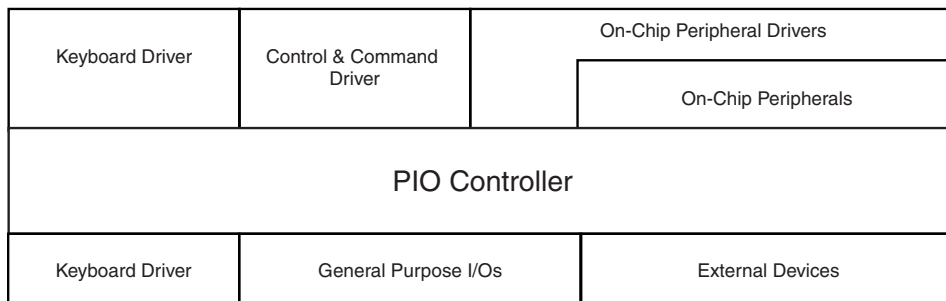 Keyboard Driver
Control & Command
Driver
On-Chip Peripheral Drivers
On-Chip Peripherals
PIO Controller
Keyboard Driver
General Purpose I/Os
External Devices